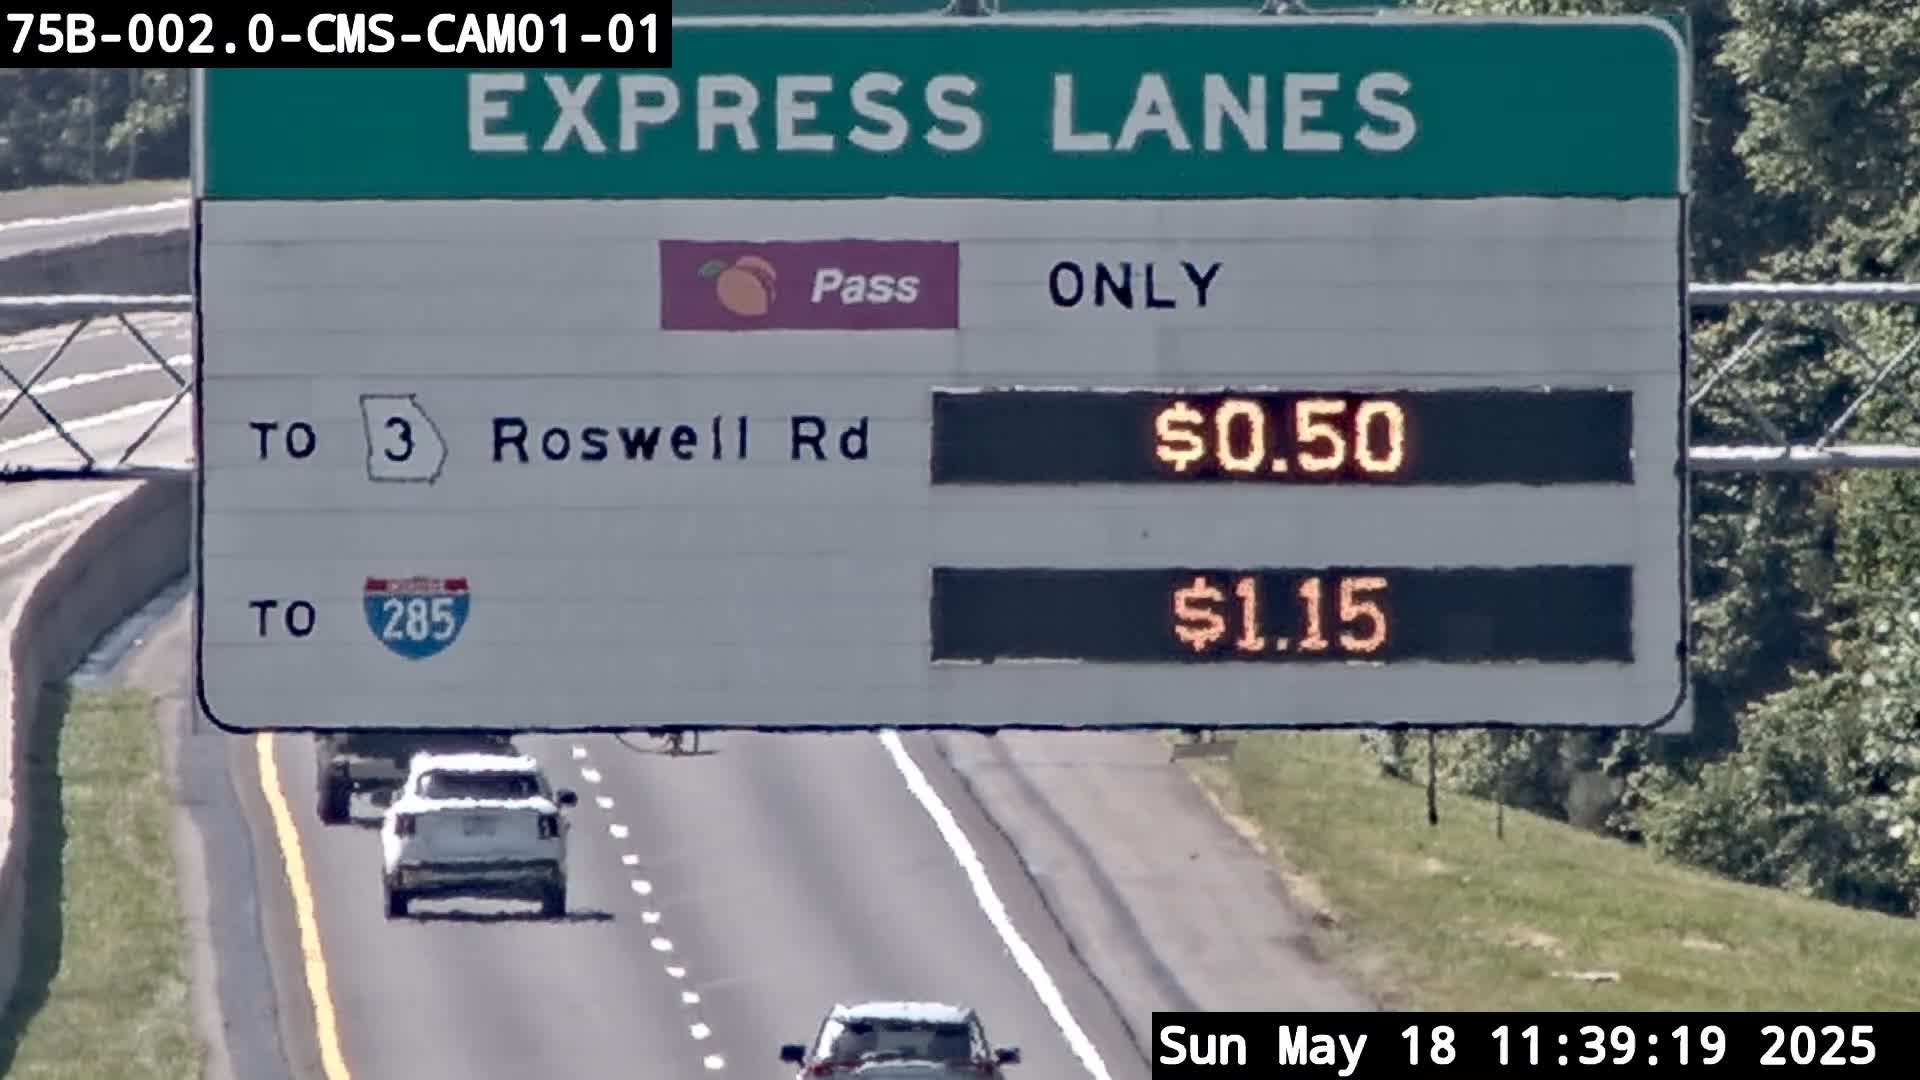 75B-002.0-CMS-CAM01-01
EXPRESS LANES
Pass ONLY
TO 3 Roswell Rd $0.50
TO 285 $1.15
Sun May 18 11:39:19 2025